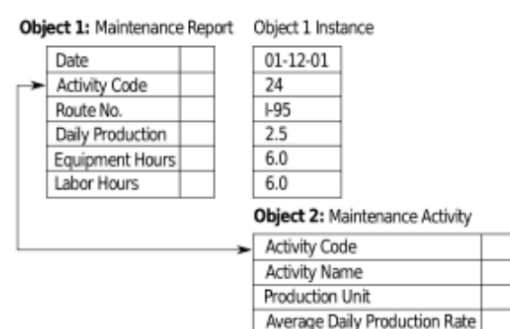 Object 1: Maintenance Report Object 1 Instance
Date 01-12-01
Activity Code 24
Route No. I-95
Daily Production 2.5
Equipment Hours 6.0
Labor Hours 6.0
Object 2: Maintenance Activity
Activity Code
Activity Name
Production Unit
Average Daily Production Rate